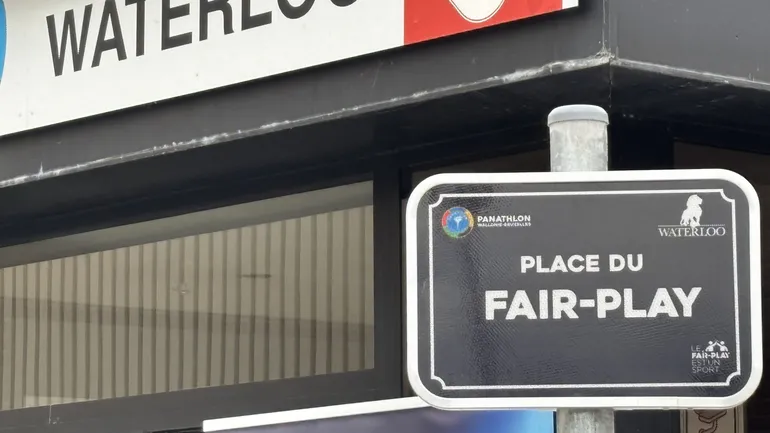 WATERLOO
PANATHLON
WALLONIE-BRUXELLES
WATERLOO
PLACE DU
FAIR-PLAY
LE
FAIR-PLAY
EST UN
SPORT